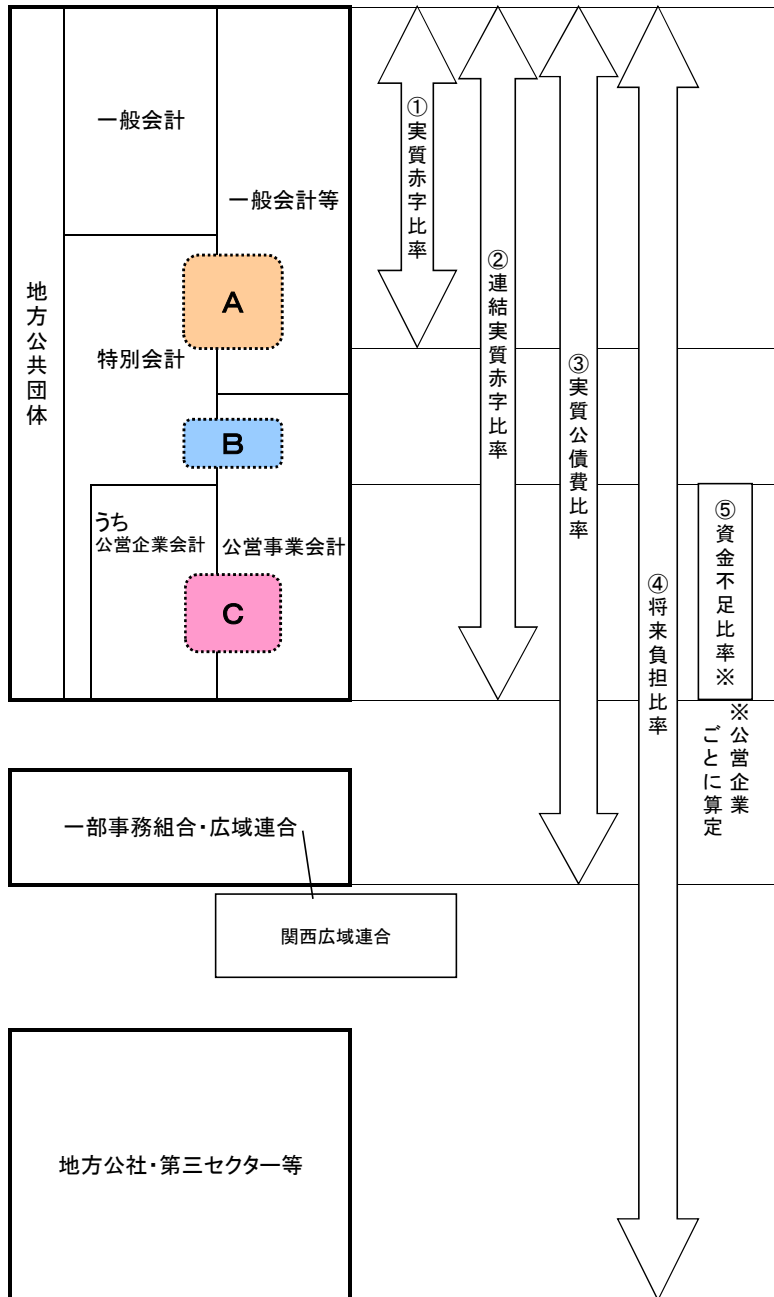 地方公共団体
一般会計
一般会計等
特別会計
A
B
うち
公営企業会計
公営事業会計
C
①実質赤字比率
②連結実質赤字比率
③実質公債費比率
④将来負担比率
⑤資金不足比率※
※公営企業
ごとに算定
一部事務組合・広域連合
関西広域連合
地方公社・第三セクター等